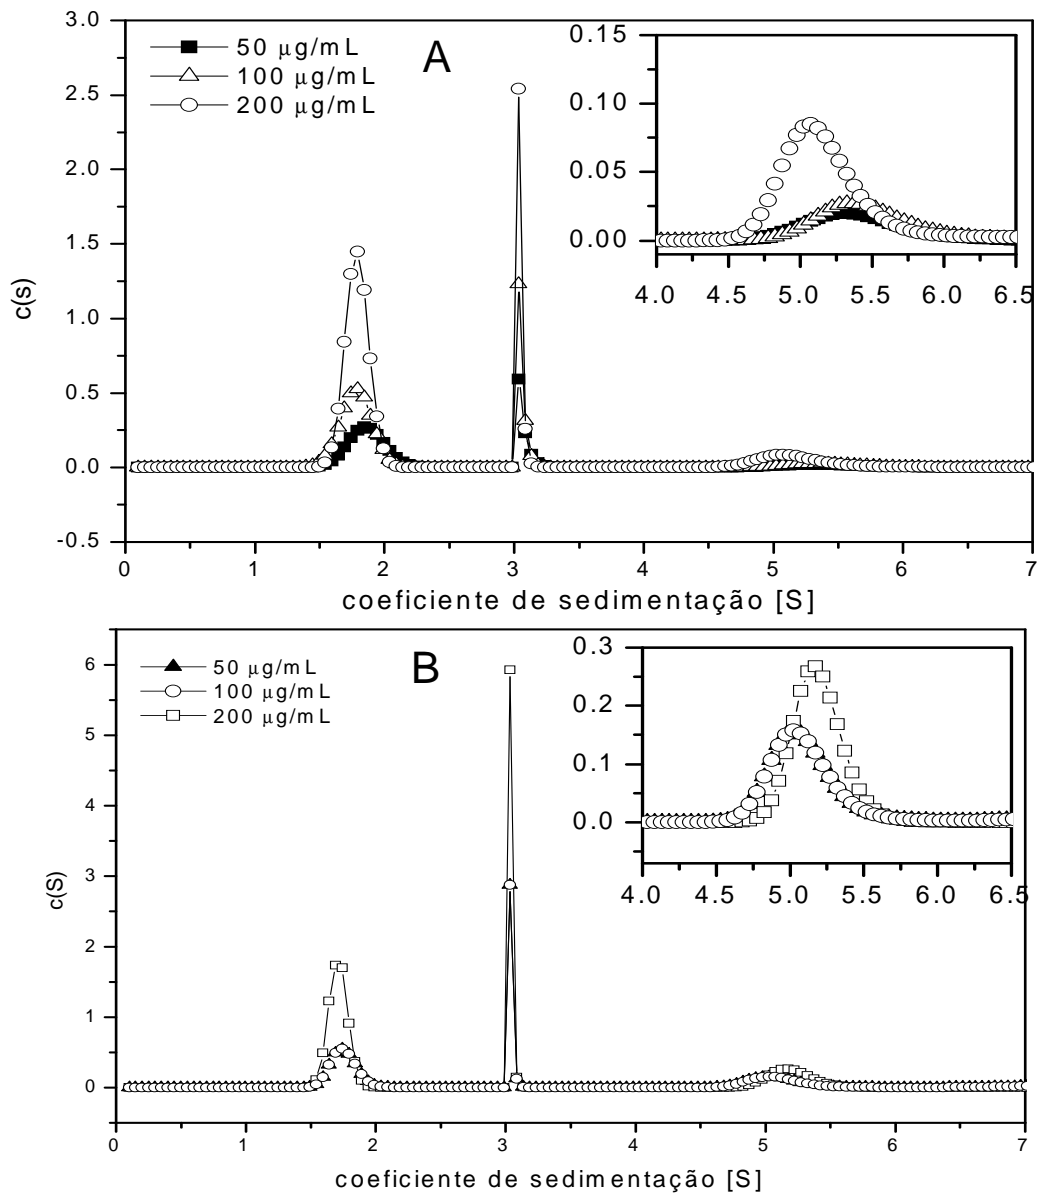 A
50 µg/mL
100 µg/mL
200 µg/mL
3.0
2.5
2.0
1.5
1.0
0.5
0.0
-0.5
c(s)
0 1 2 3 4 5 6 7
coeficiente de sedimentação [S]
0.15
0.10
0.05
0.00
4.0 4.5 5.0 5.5 6.0 6.5
B
50 µg/mL
100 µg/mL
200 µg/mL
6
5
4
3
2
1
0
c(S)
0 1 2 3 4 5 6 7
coeficiente de sedimentação [S]
0.3
0.2
0.1
0.0
4.0 4.5 5.0 5.5 6.0 6.5